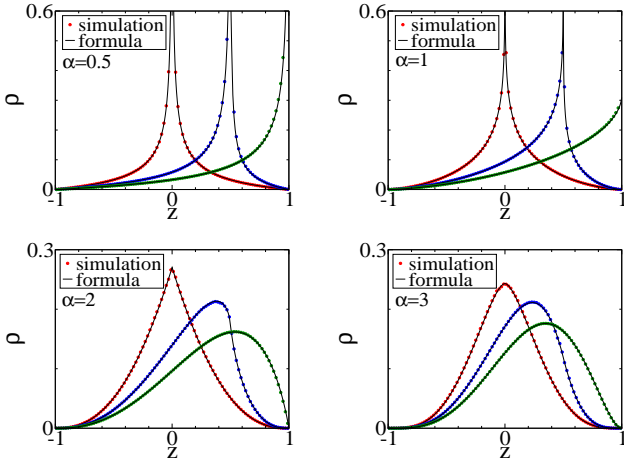 0.6
• simulation
− formula
α=0.5
ρ
0
-1
0
1
z
0.6
• simulation
− formula
α=1
ρ
0
-1
0
1
z
0.3
• simulation
− formula
α=2
ρ
0
-1
0
1
z
0.3
• simulation
− formula
α=3
ρ
0
-1
0
1
z